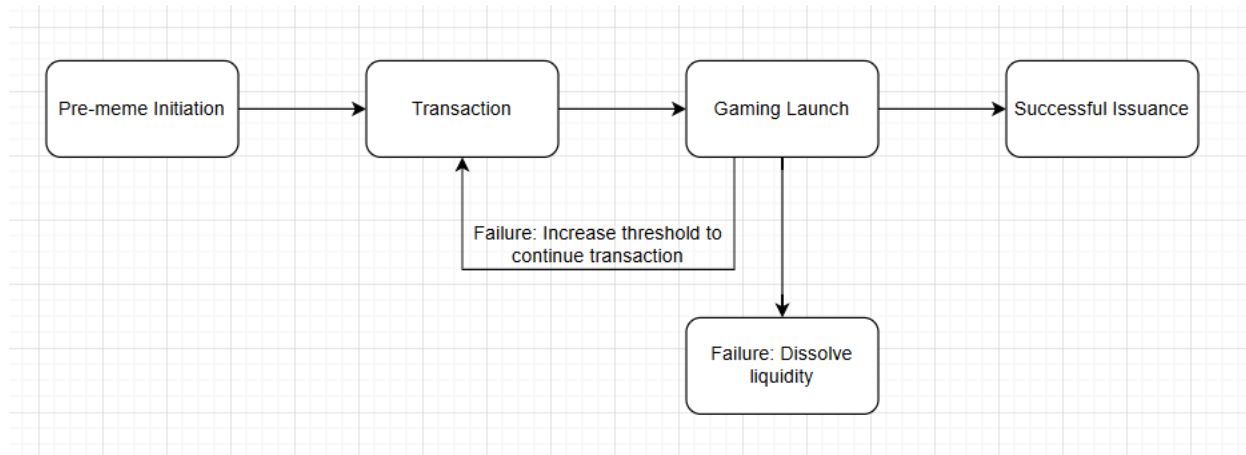 Pre-meme Initiation
Transaction
Gaming Launch
Successful Issuance
Failure: Increase threshold to
continue transaction
Failure: Dissolve
liquidity